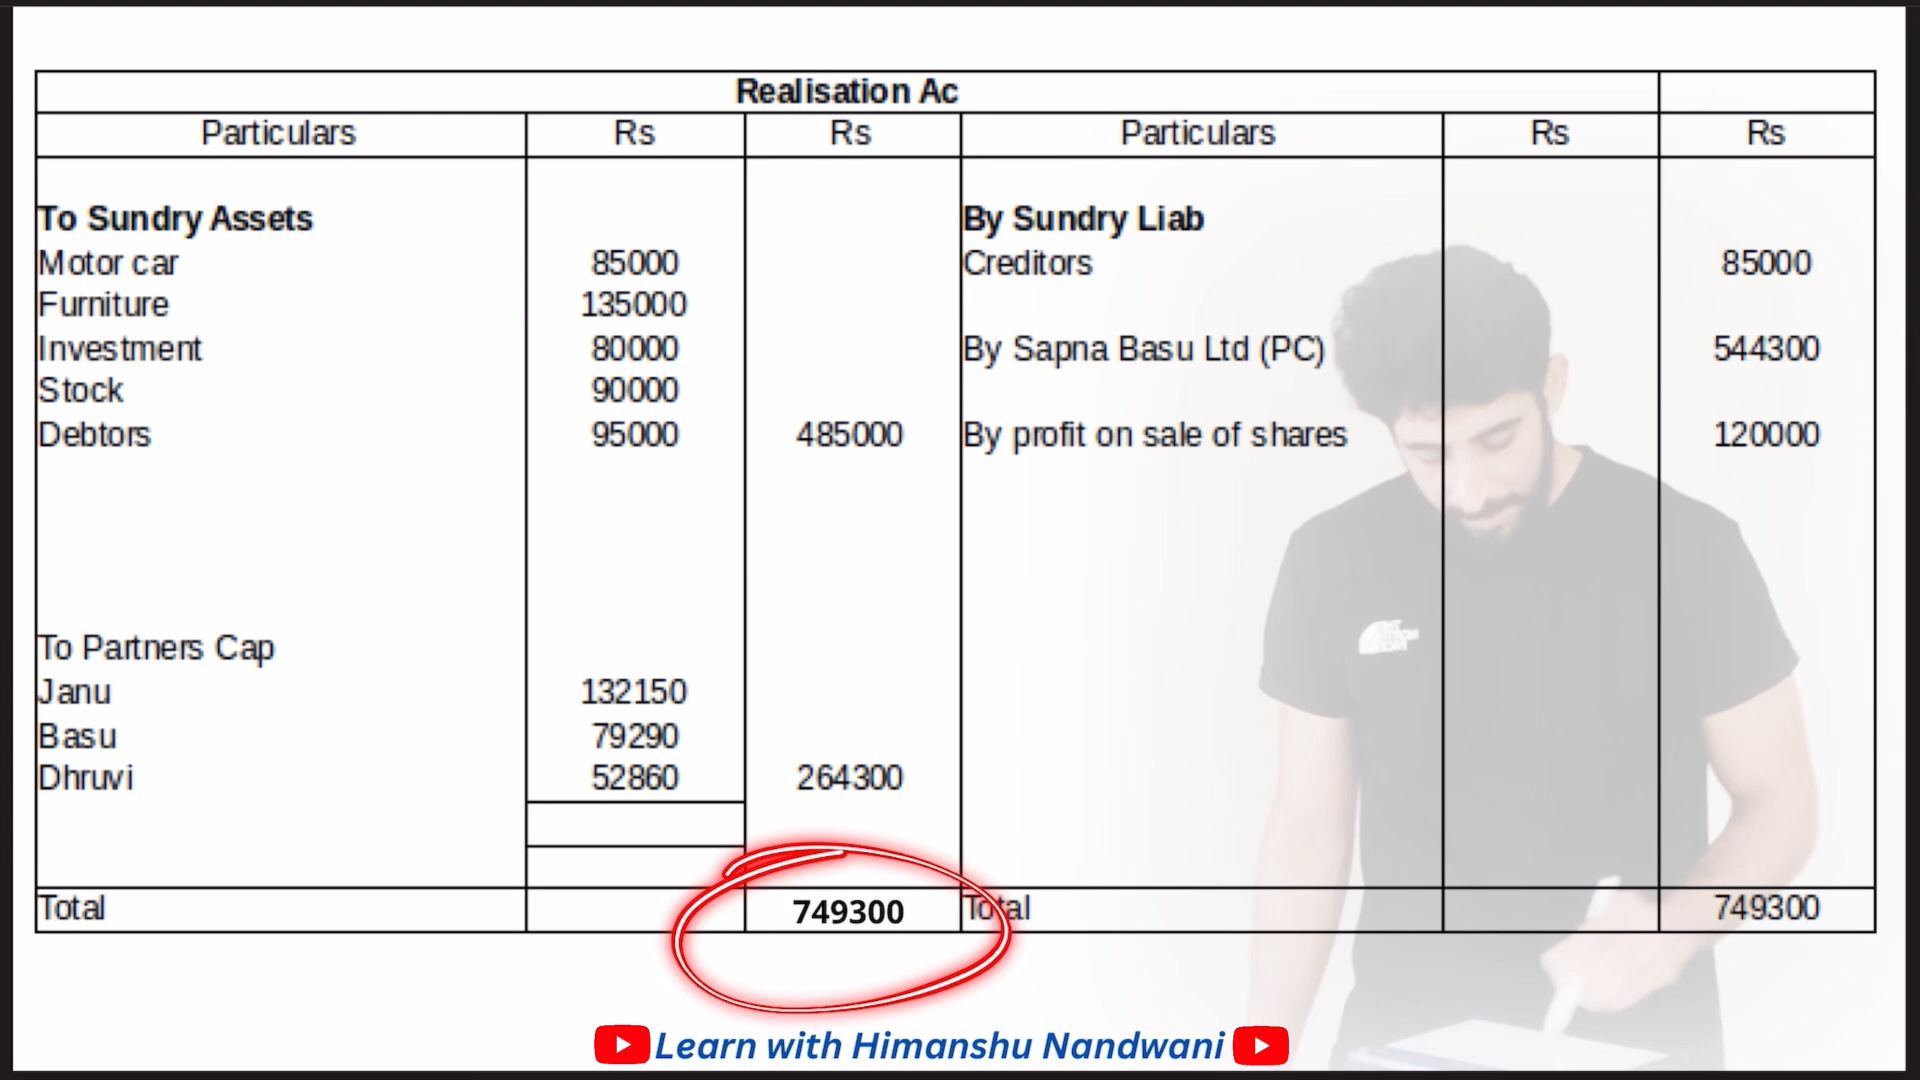 Realisation Ac
Particulars Rs Rs Particulars Rs Rs
To Sundry Assets By Sundry Liab
Motor car 85000 Creditors 85000
Furniture 135000
Investment 80000 By Sapna Basu Ltd (PC) 544300
Stock 90000
Debtors 95000 485000 By profit on sale of shares 120000
To Partners Cap
Janu 132150
Basu 79290
Dhruvi 52860 264300
Total 749300 Total 749300
Learn with Himanshu Nandwani